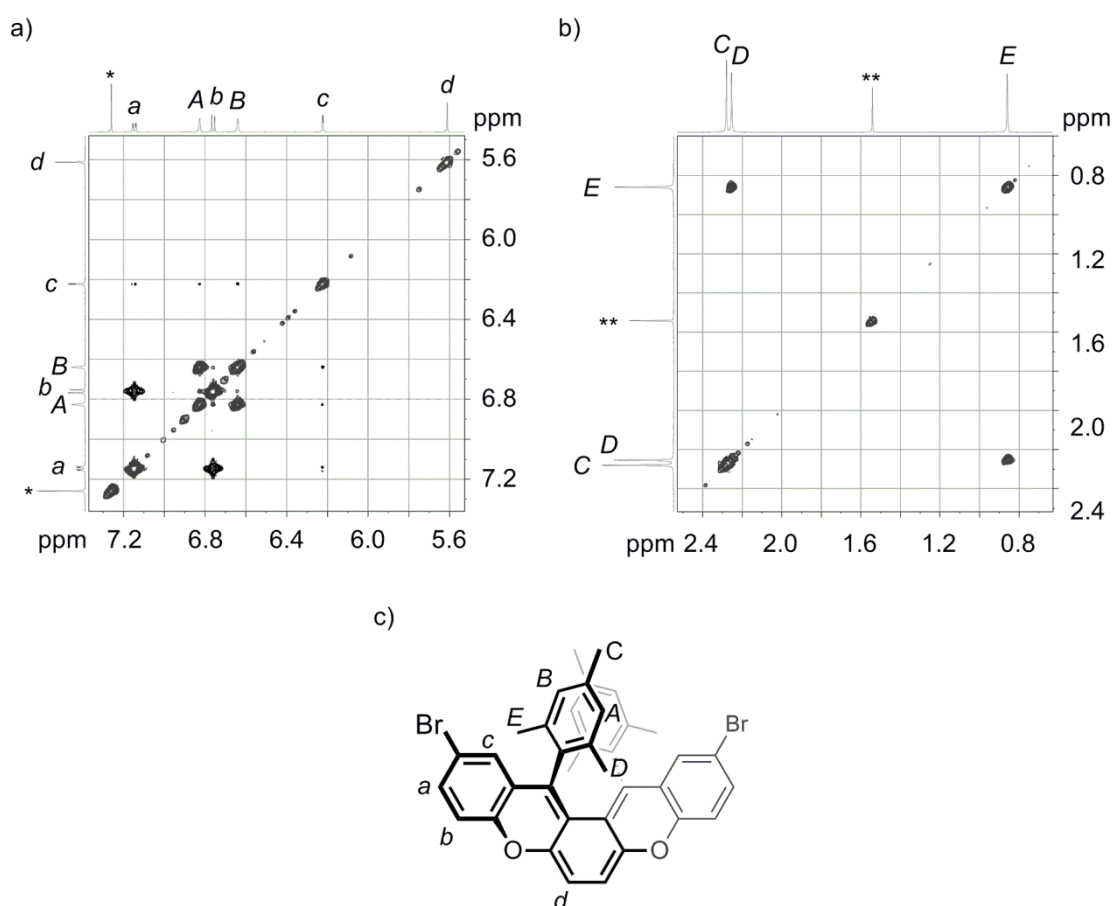 a)
* a A b B c d
ppm
d
c
B
b
A
a
*
5.6
6.0
6.4
6.8
7.2
ppm 7.2 6.8 6.4 6.0 5.6
b)
C D ** E
ppm
E
**
D
C
0.8
1.2
1.6
2.0
2.4
ppm 2.4 2.0 1.6 1.2 0.8
c)
C
B
A
E
Br
Br
c
D
a
b
O
O
d